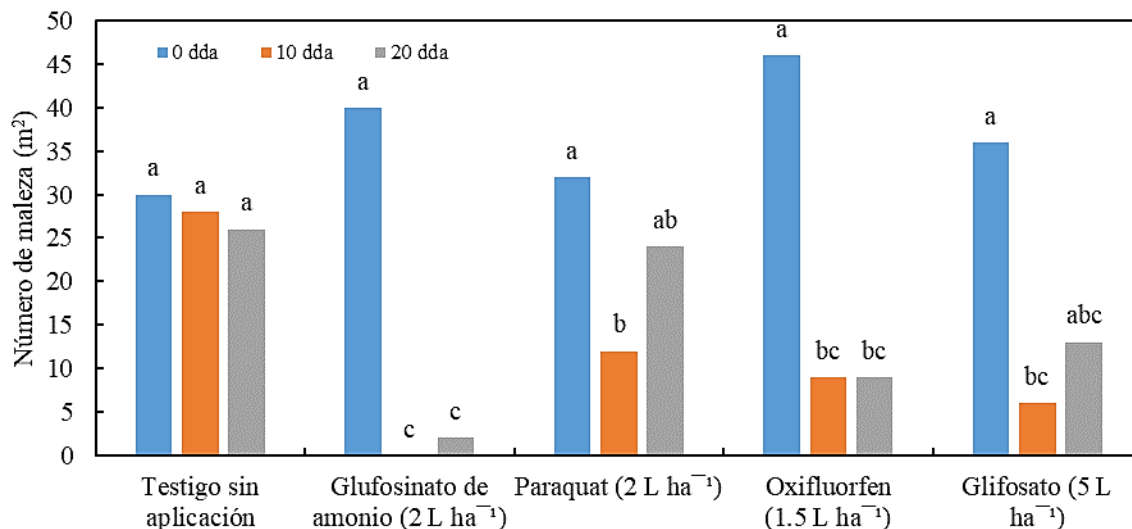 Número de maleza (m²)
50
45
40
35
30
25
20
15
10
5
0
0 dda 10 dda 20 dda
a a a
a c c
a b ab
a bc bc
a bc abc
Testigo sin
aplicación
Glufosinato de
amonio (2 L ha⁻¹)
Paraquat (2 L ha⁻¹)
Oxifluorfen
(1.5 L ha⁻¹)
Glifosato (5 L
ha⁻¹)